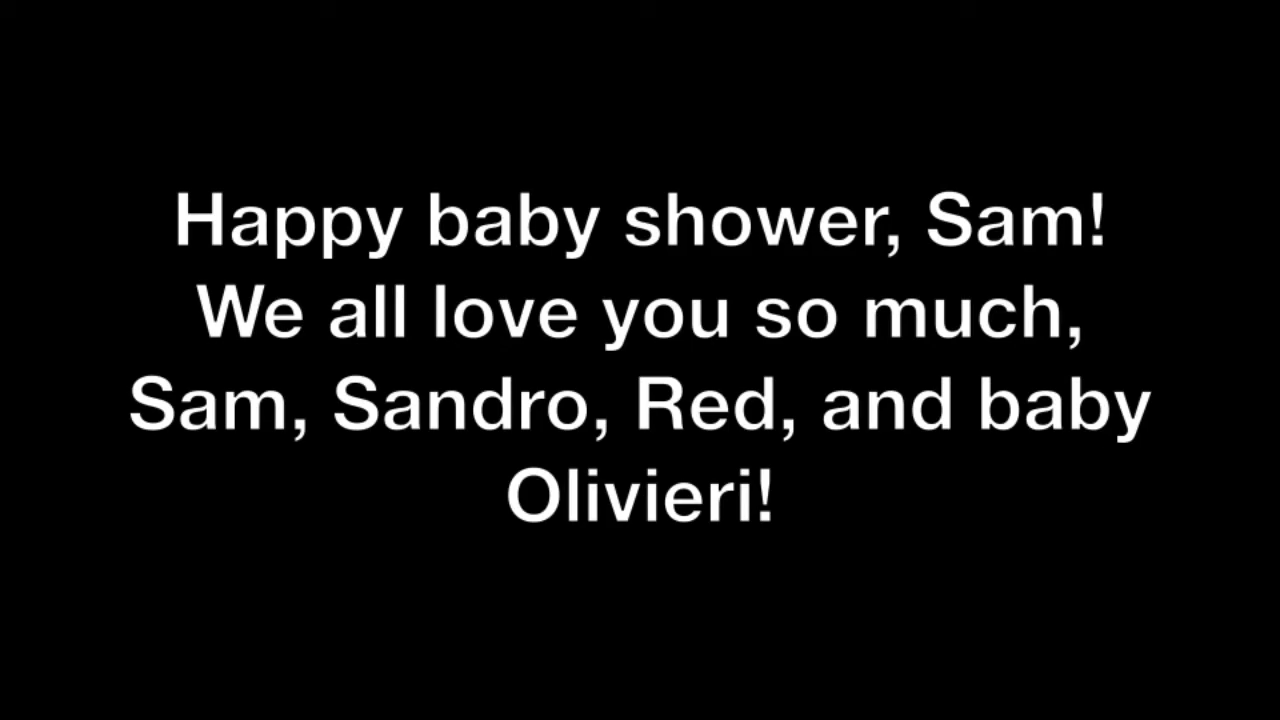 Happy baby shower, Sam!
We all love you so much,
Sam, Sandro, Red, and baby
Olivieri!